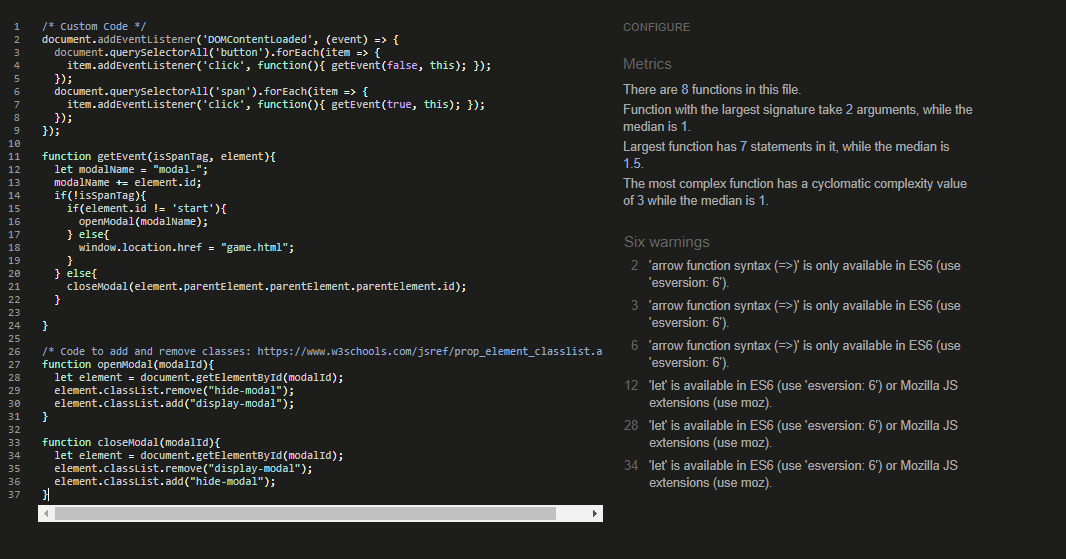 1 /* Custom Code */
2 document.addEventListener('DOMContentLoaded', (event) => {
3   document.querySelectorAll('button').forEach(item => {
4     item.addEventListener('click', function(){ getEvent(false, this); });
5   });
6   document.querySelectorAll('span').forEach(item => {
7     item.addEventListener('click', function(){ getEvent(true, this); });
8   });
9 });
10
11 function getEvent(isSpanTag, element){
12   let modalName = "modal-";
13   modalName += element.id;
14   if(!isSpanTag){
15     if(element.id != 'start'){
16       openModal(modalName);
17     } else{
18       window.location.href = "game.html";
19     }
20   } else{
21     closeModal(element.parentElement.parentElement.parentElement.id);
22   }
23
24 }
25
26 /* Code to add and remove classes: https://www.w3schools.com/jsref/prop_element_classlist.a
27 function openModal(modalId){
28   let element = document.getElementById(modalId);
29   element.classList.remove("hide-modal");
30   element.classList.add("display-modal");
31 }
32
33 function closeModal(modalId){
34   let element = document.getElementById(modalId);
35   element.classList.remove("display-modal");
36   element.classList.add("hide-modal");
37 }
CONFIGURE
Metrics
There are 8 functions in this file.
Function with the largest signature take 2 arguments, while the
median is 1.
Largest function has 7 statements in it, while the median is
1.5.
The most complex function has a cyclomatic complexity value
of 3 while the median is 1.
Six warnings
2 'arrow function syntax (=>)' is only available in ES6 (use
'esversion: 6').
3 'arrow function syntax (=>)' is only available in ES6 (use
'esversion: 6').
6 'arrow function syntax (=>)' is only available in ES6 (use
'esversion: 6').
12 'let' is available in ES6 (use 'esversion: 6') or Mozilla JS
extensions (use moz).
28 'let' is available in ES6 (use 'esversion: 6') or Mozilla JS
extensions (use moz).
34 'let' is available in ES6 (use 'esversion: 6') or Mozilla JS
extensions (use moz).